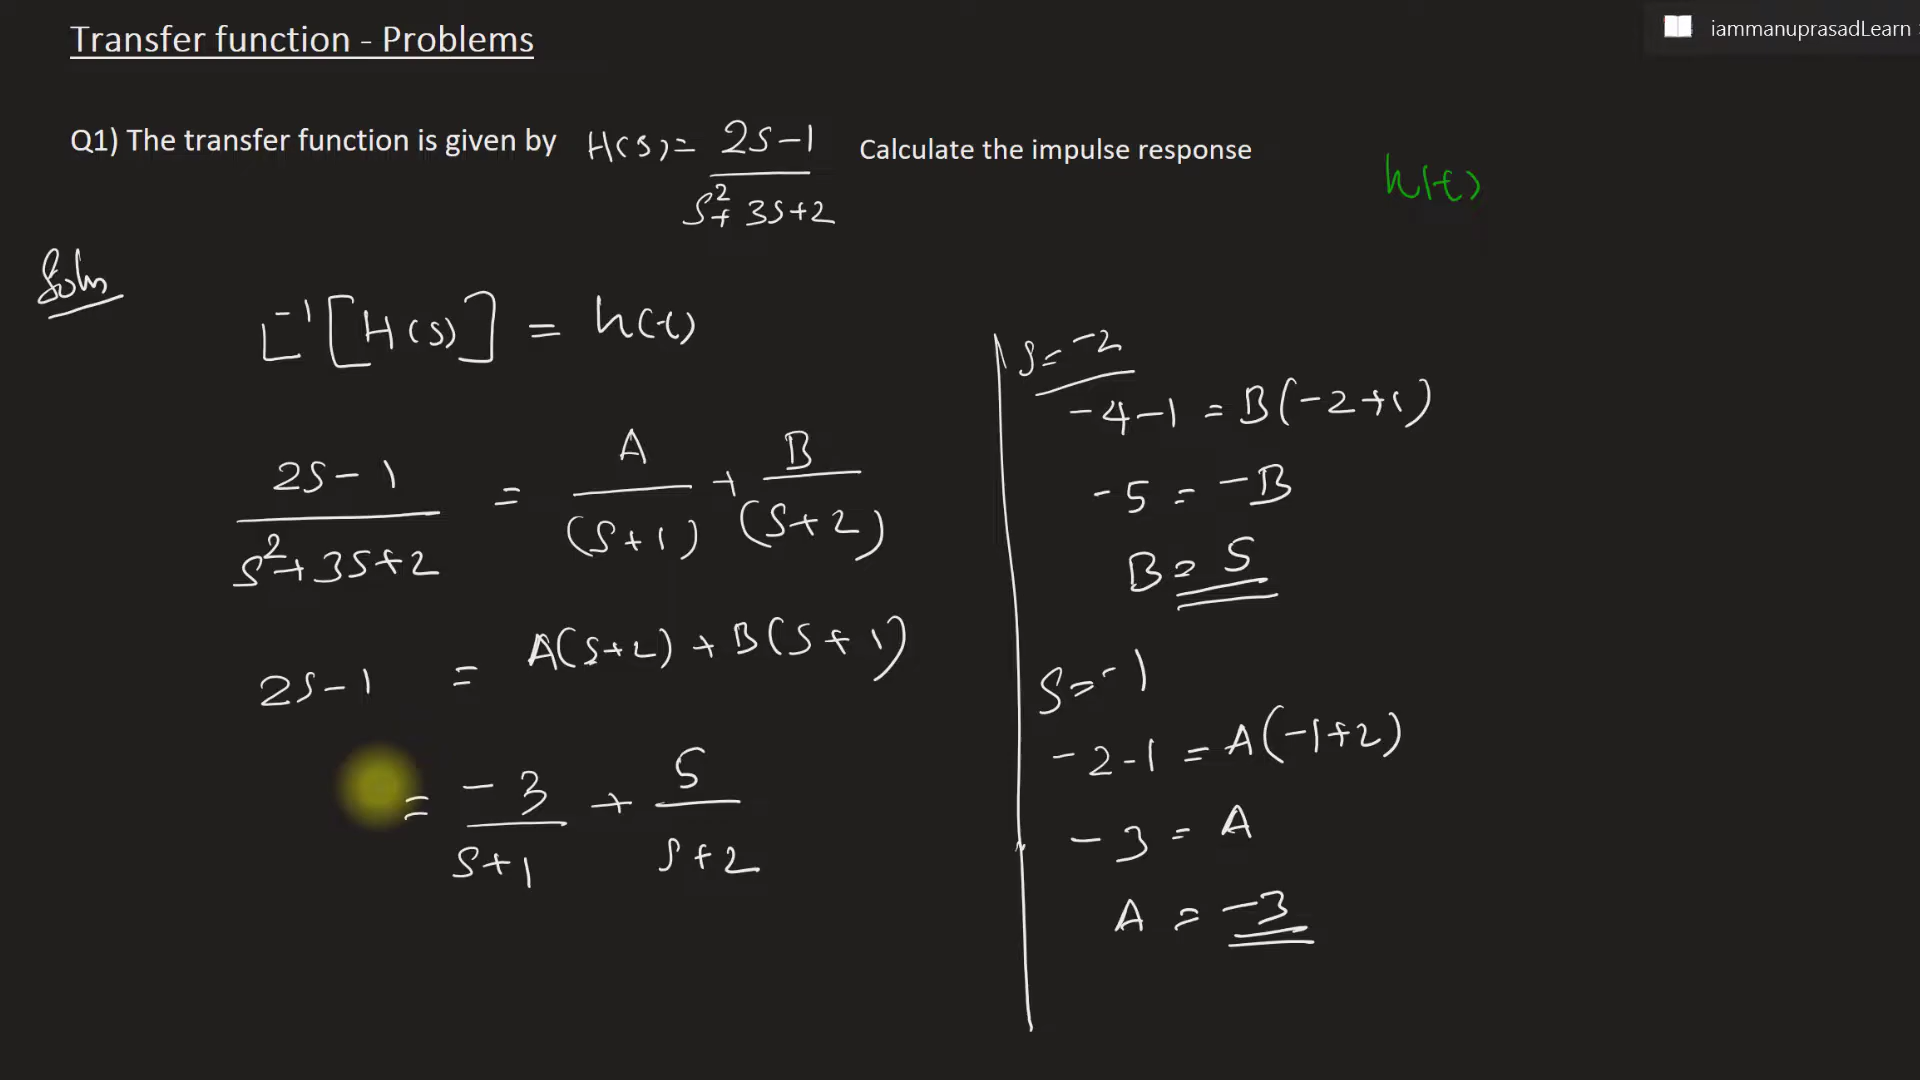 Transfer function - Problems
iammanuprasadLearn
Q1) The transfer function is given by H(s) = 2s-1 / s²+3s+2 Calculate the impulse response
h(t)
Soln
L⁻¹[H(s)] = h(t)
2s-1 / s²+3s+2 = A / (s+1) + B / (s+2)
2s-1 = A(s+2) + B(s+1)
= -3 / s+1 + 5 / s+2
s = -2
-4-1 = B(-2+1)
-5 = -B
B = 5
s = -1
-2-1 = A(-1+2)
-3 = A
A = -3